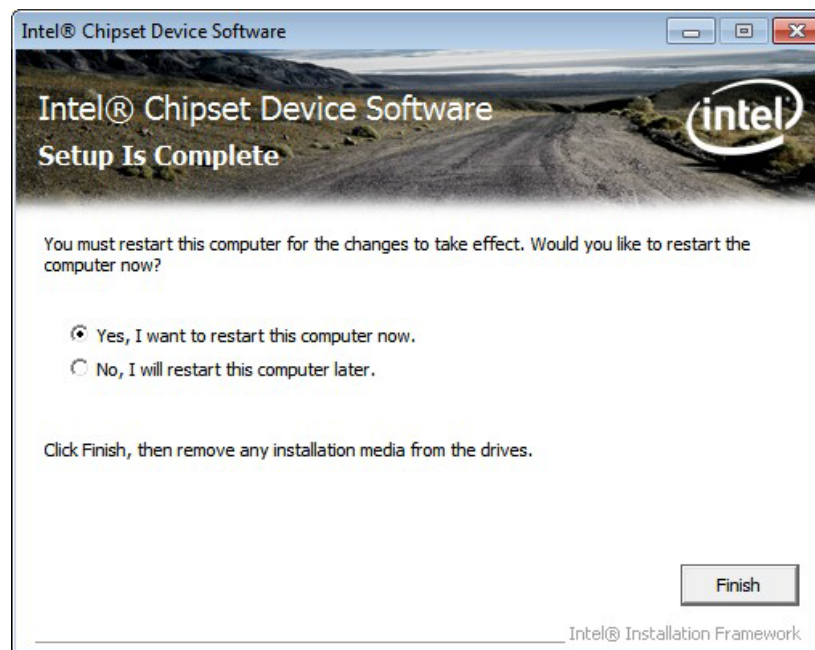 Intel® Chipset Device Software
Intel® Chipset Device Software
intel®
Setup Is Complete
You must restart this computer for the changes to take effect. Would you like to restart the
computer now?
Yes, I want to restart this computer now.
No, I will restart this computer later.
Click Finish, then remove any installation media from the drives.
Finish
Intel® Installation Framework